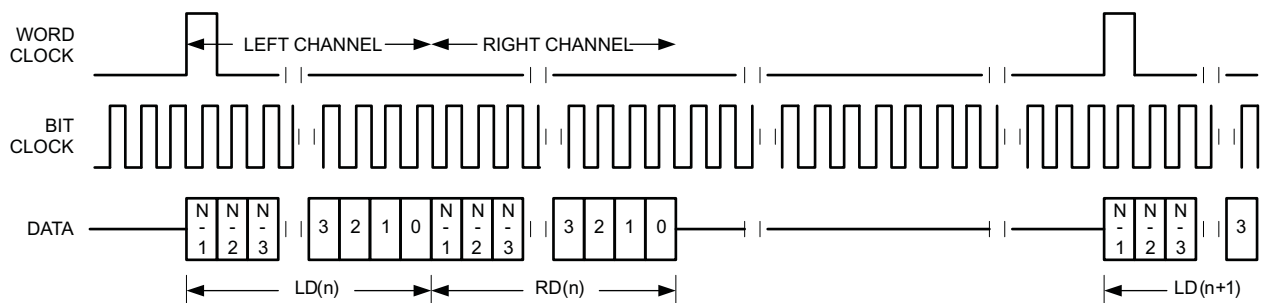 WORD
CLOCK
LEFT CHANNEL
RIGHT CHANNEL
BIT
CLOCK
DATA
N
-
1
N
-
2
N
-
3
3 2 1 0
N
-
1
N
-
2
N
-
3
3 2 1 0
N
-
1
N
-
2
N
-
3
3
LD(n)
RD(n)
LD(n+1)